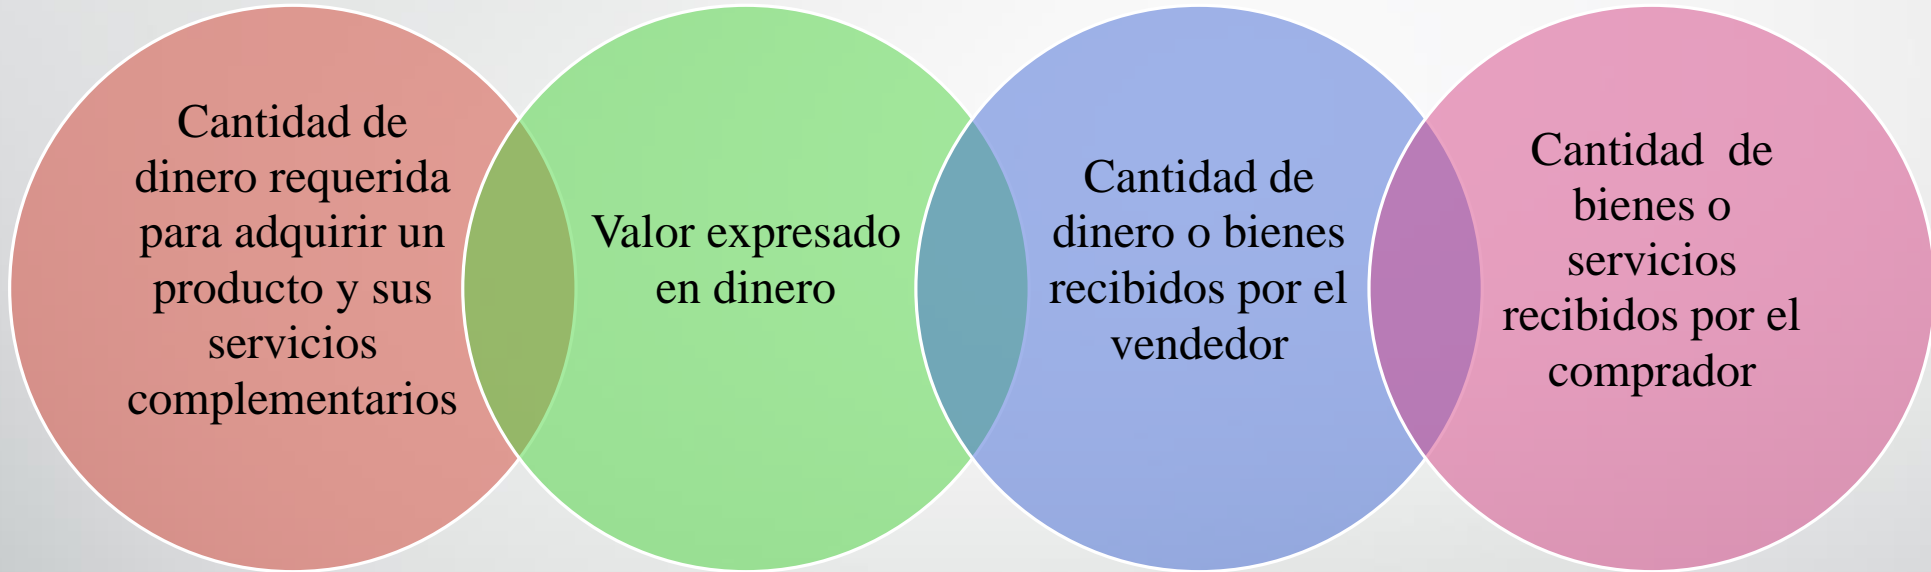 Cantidad de
dinero requerida
para adquirir un
producto y sus
servicios
complementarios
Valor expresado
en dinero
Cantidad de
dinero o bienes
recibidos por el
vendedor
Cantidad  de
bienes o
servicios
recibidos por el
comprador